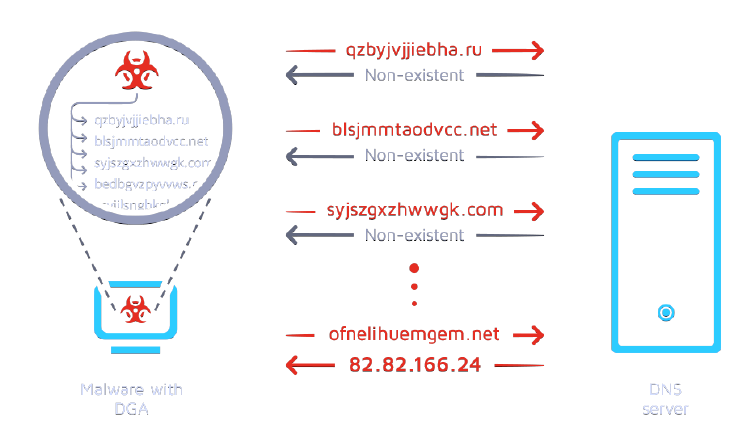 qzbyjvjjiebha.ru
blsjmmtaodvcc.net
syjszgxzhwwgk.com
bedbgvzpyvws.c
qzbyjvjjiebha.ru
Non-existent
blsjmmtaodvcc.net
Non-existent
syjszgxzhwwgk.com
Non-existent
ofnelihuemgem.net
82.82.166.24
Malware with
DGA
DNS
server